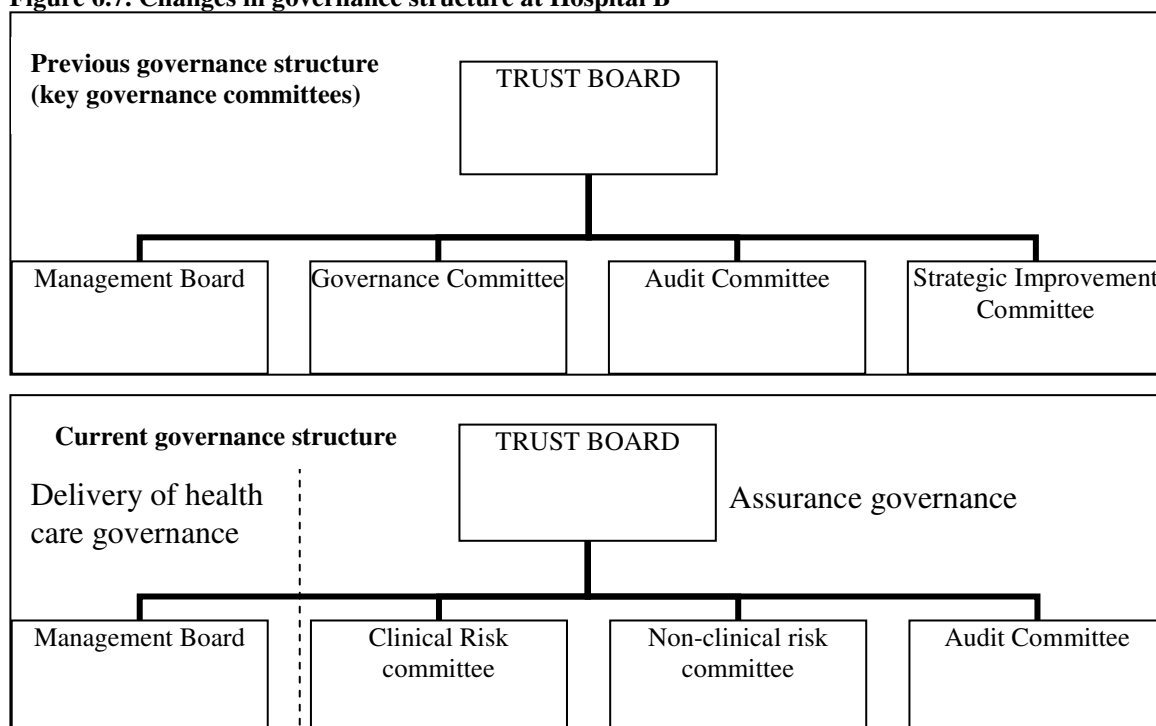 Figure 6.7. Changes in governance structure at Hospital B
Previous governance structure
(key governance committees)
TRUST BOARD
Management Board
Governance Committee
Audit Committee
Strategic Improvement
Committee
Current governance structure
TRUST BOARD
Delivery of health
care governance
Assurance governance
Management Board
Clinical Risk
committee
Non-clinical risk
committee
Audit Committee